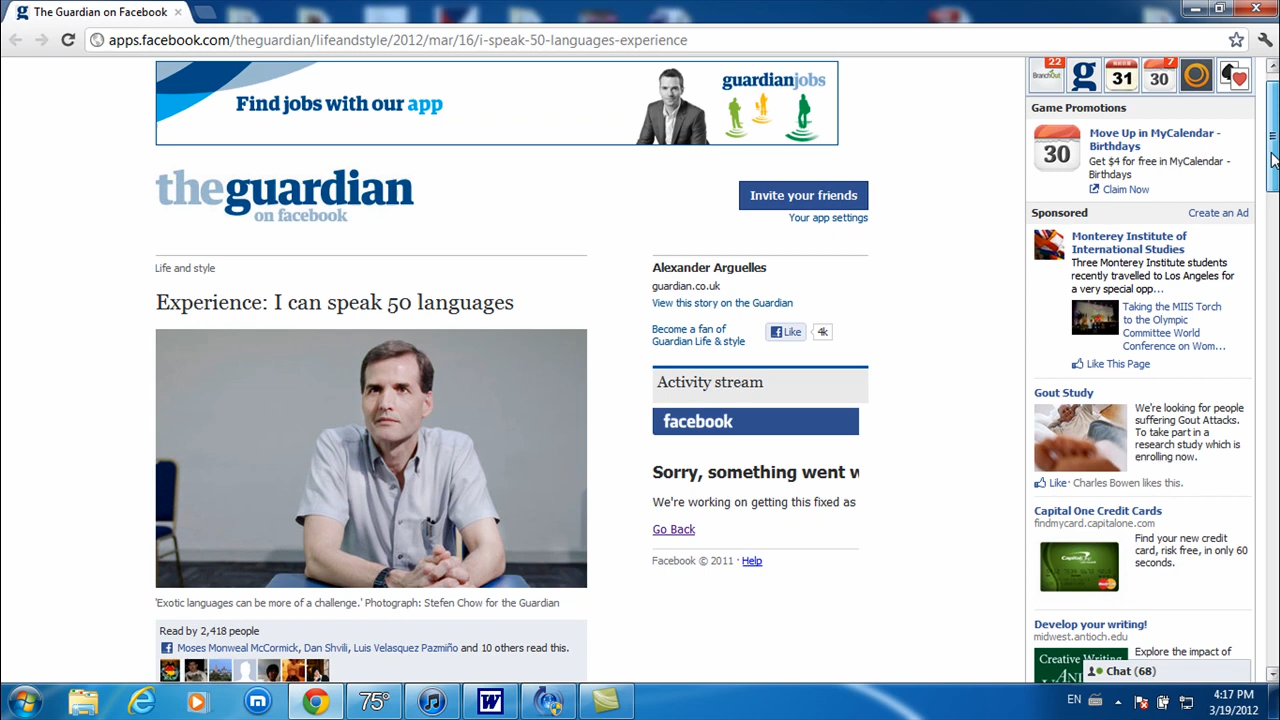 The Guardian on Facebook
apps.facebook.com/theguardian/lifeandstyle/2012/mar/16/i-speak-50-languages-experience
Find jobs with our app
guardianjobs
theguardian
on facebook
Invite your friends
Your app settings
Life and style
Experience: I can speak 50 languages
'Exotic languages can be more of a challenge.' Photograph: Stefen Chow for the Guardian
Read by 2,418 people
Moses Monweal McCormick, Dan Shvili, Luis Velasquez Pazmiño and 10 others read this.
Alexander Arguelles
guardian.co.uk
View this story on the Guardian
Become a fan of
Guardian Life & style
Like
4k
Activity stream
facebook
Sorry, something went w
We're working on getting this fixed as
Go Back
Facebook © 2011 · Help
22
BranchOut
g
31
7
30
Game Promotions
30
Move Up in MyCalendar -
Birthdays
Get $4 for free in MyCalendar -
Birthdays
Claim Now
Sponsored
Create an Ad
Monterey Institute of
International Studies
Three Monterey Institute students
recently travelled to Los Angeles for
a very special opp...
Taking the MIIS Torch
to the Olympic
Committee World
Conference on Wom...
Like This Page
Gout Study
We're looking for people
suffering Gout Attacks.
To take part in a
research study which is
enrolling now.
Like · Charles Bowen likes this.
Capital One Credit Cards
findmycard.capitalone.com
Find your new credit
card, risk free, in only 60
seconds.
Develop your writing!
midwest.antioch.edu
Creative Writing
Explore the impact of
Chat (68)
75°
EN
4:17 PM
3/19/2012